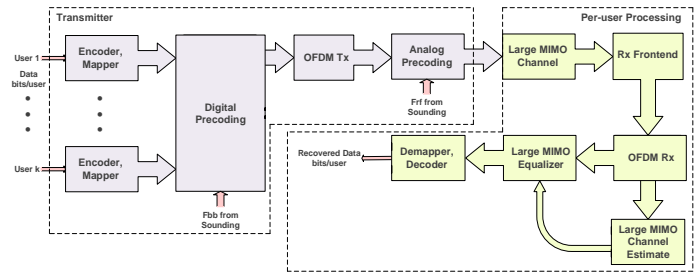 Transmitter
Per-user Processing
User 1
Data
bits/user
Encoder,
Mapper
User k
Encoder,
Mapper
Digital
Precoding
Fbb from
Sounding
OFDM Tx
Analog
Precoding
Frf from
Sounding
Large MIMO
Channel
Rx Frontend
OFDM Rx
Large MIMO
Channel
Estimate
Large MIMO
Equalizer
Demapper,
Decoder
Recovered Data
bits/user